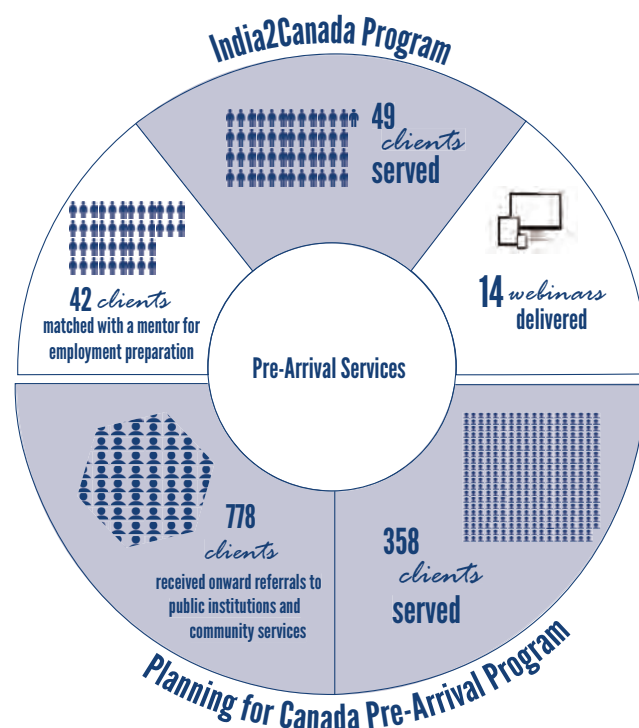 India2Canada Program
49
clients
served
42 clients
matched with a mentor for
employment preparation
14 webinars
delivered
Pre-Arrival Services
778
clients
received onward referrals to
public institutions and
community services
358
clients
served
Planning for Canada Pre-Arrival Program